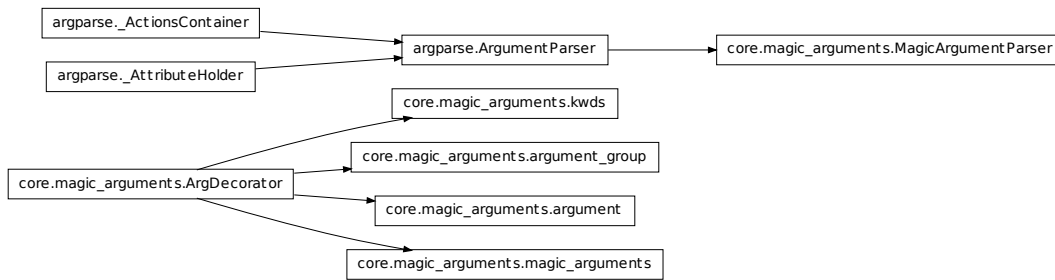 argparse._ActionsContainer
argparse._AttributeHolder
argparse.ArgumentParser
core.magic_arguments.MagicArgumentParser
core.magic_arguments.ArgDecorator
core.magic_arguments.kwds
core.magic_arguments.argument_group
core.magic_arguments.argument
core.magic_arguments.magic_arguments